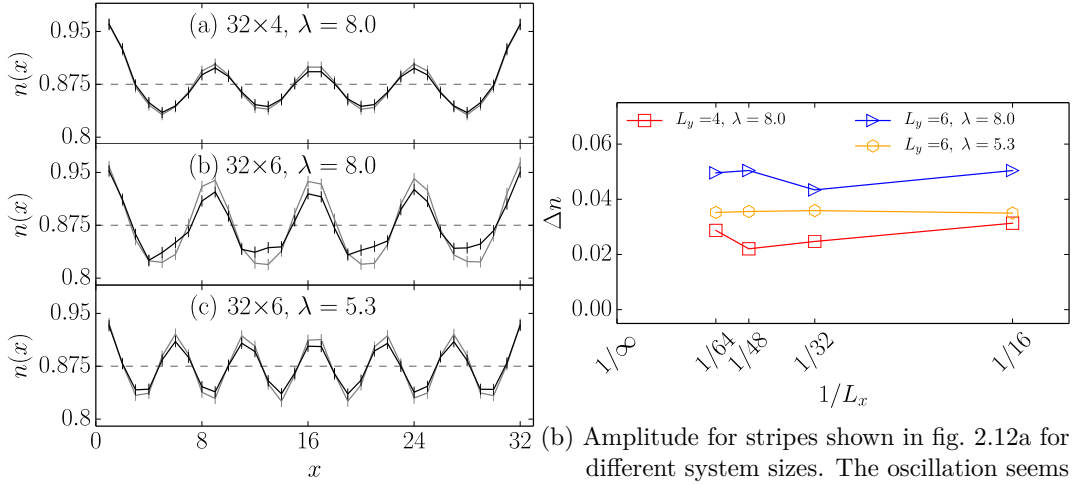 (a) 32×4, λ = 8.0
0.95
0.875
0.8
n(x)
(b) 32×6, λ = 8.0
0.95
0.875
0.8
n(x)
(c) 32×6, λ = 5.3
0.95
0.875
0.8
n(x)
0 8 16 24 32
x
L_y =4, λ = 8.0
L_y =6, λ = 8.0
L_y =6, λ = 5.3
0.06
0.04
0.02
0.00
Δn
1/∞ 1/64 1/48 1/32 1/16
1/L_x
(b) Amplitude for stripes shown in fig. 2.12a for
different system sizes. The oscillation seems